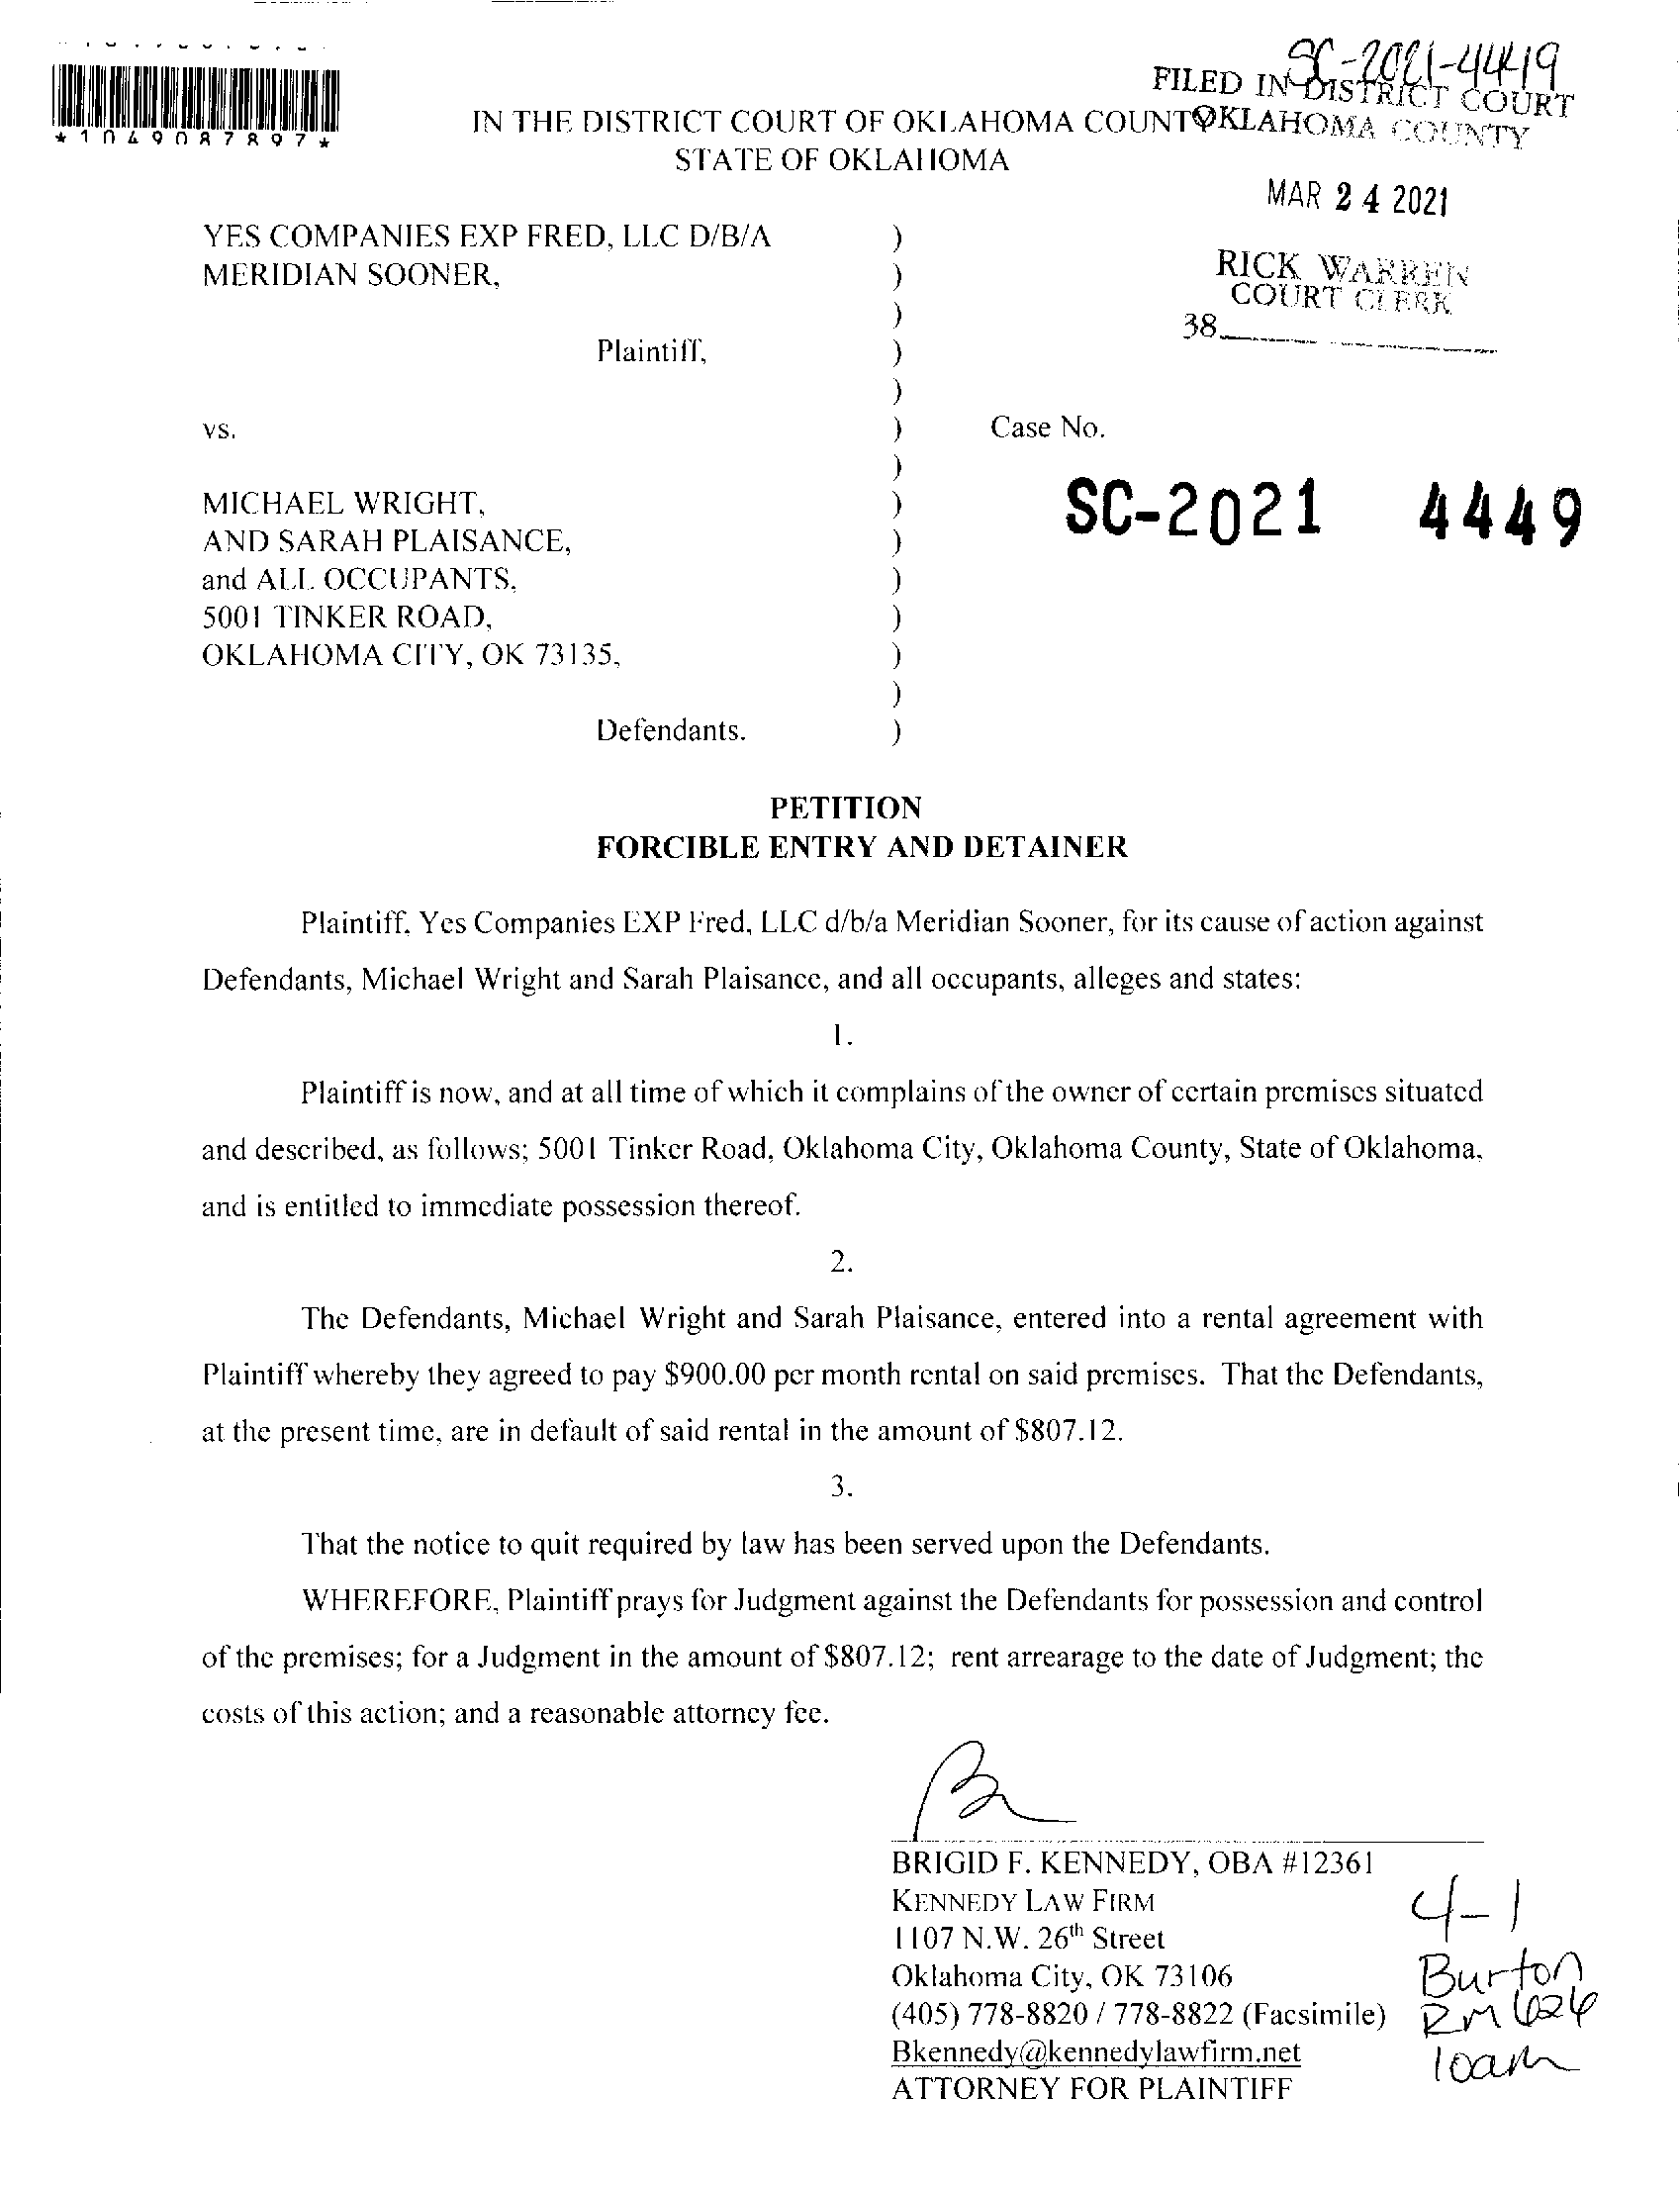 SC-2021-4449
FILED IN DISTRICT COURT
OKLAHOMA COUNTY
*1049087897*
IN THE DISTRICT COURT OF OKLAHOMA COUNTY
STATE OF OKLAHOMA
MAR 24 2021
RICK WARREN
COURT CLERK
38
YES COMPANIES EXP FRED, LLC D/B/A )
MERIDIAN SOONER, )
)
Plaintiff, )
)
vs. ) Case No.
)
SC-2021 4449
MICHAEL WRIGHT, )
AND SARAH PLAISANCE, )
and ALL OCCUPANTS, )
5001 TINKER ROAD, )
OKLAHOMA CITY, OK 73135, )
)
Defendants. )
PETITION
FORCIBLE ENTRY AND DETAINER
Plaintiff, Yes Companies EXP Fred, LLC d/b/a Meridian Sooner, for its cause of action against
Defendants, Michael Wright and Sarah Plaisance, and all occupants, alleges and states:
1.
Plaintiff is now, and at all time of which it complains of the owner of certain premises situated
and described, as follows; 5001 Tinker Road, Oklahoma City, Oklahoma County, State of Oklahoma,
and is entitled to immediate possession thereof.
2.
The Defendants, Michael Wright and Sarah Plaisance, entered into a rental agreement with
Plaintiff whereby they agreed to pay $900.00 per month rental on said premises. That the Defendants,
at the present time, are in default of said rental in the amount of $807.12.
3.
That the notice to quit required by law has been served upon the Defendants.
WHEREFORE, Plaintiff prays for Judgment against the Defendants for possession and control
of the premises; for a Judgment in the amount of $807.12; rent arrearage to the date of Judgment; the
costs of this action; and a reasonable attorney fee.
BRIGID F. KENNEDY, OBA #12361
KENNEDY LAW FIRM
1107 N.W. 26th Street
Oklahoma City, OK 73106
(405) 778-8820 / 778-8822 (Facsimile)
Bkennedy@kennedylawfirm.net
ATTORNEY FOR PLAINTIFF
4-1
Burton
Rm 626
10am